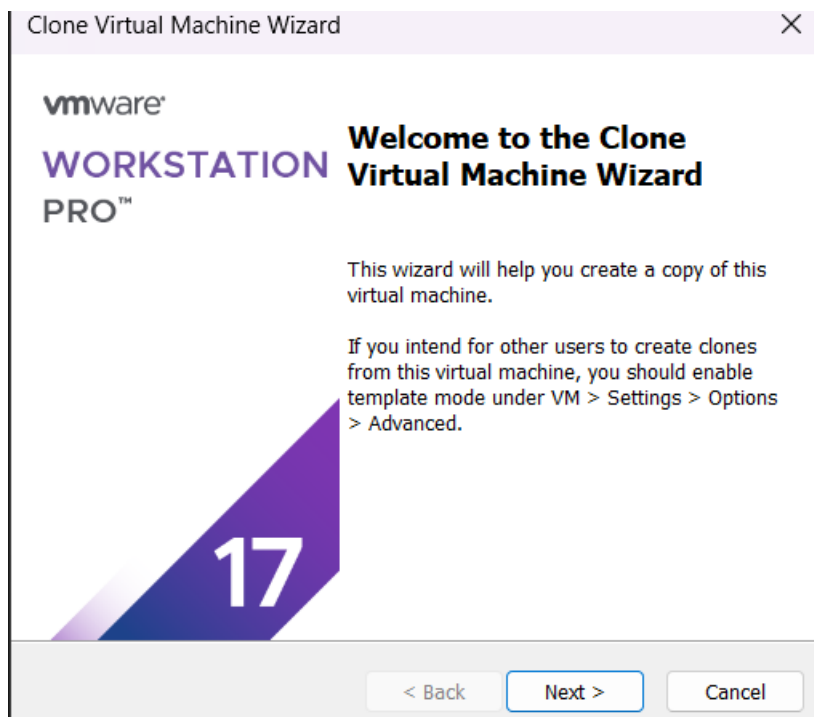 Clone Virtual Machine Wizard
vmware®
WORKSTATION
PRO™
Welcome to the Clone
Virtual Machine Wizard
This wizard will help you create a copy of this
virtual machine.
If you intend for other users to create clones
from this virtual machine, you should enable
template mode under VM > Settings > Options
> Advanced.
17
< Back Next > Cancel